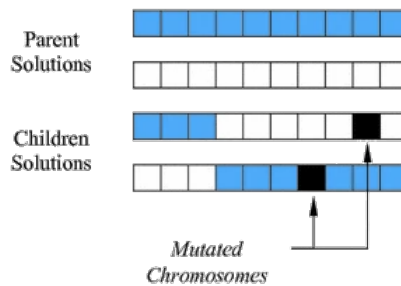 Parent
Solutions
Children
Solutions
Mutated
Chromosomes